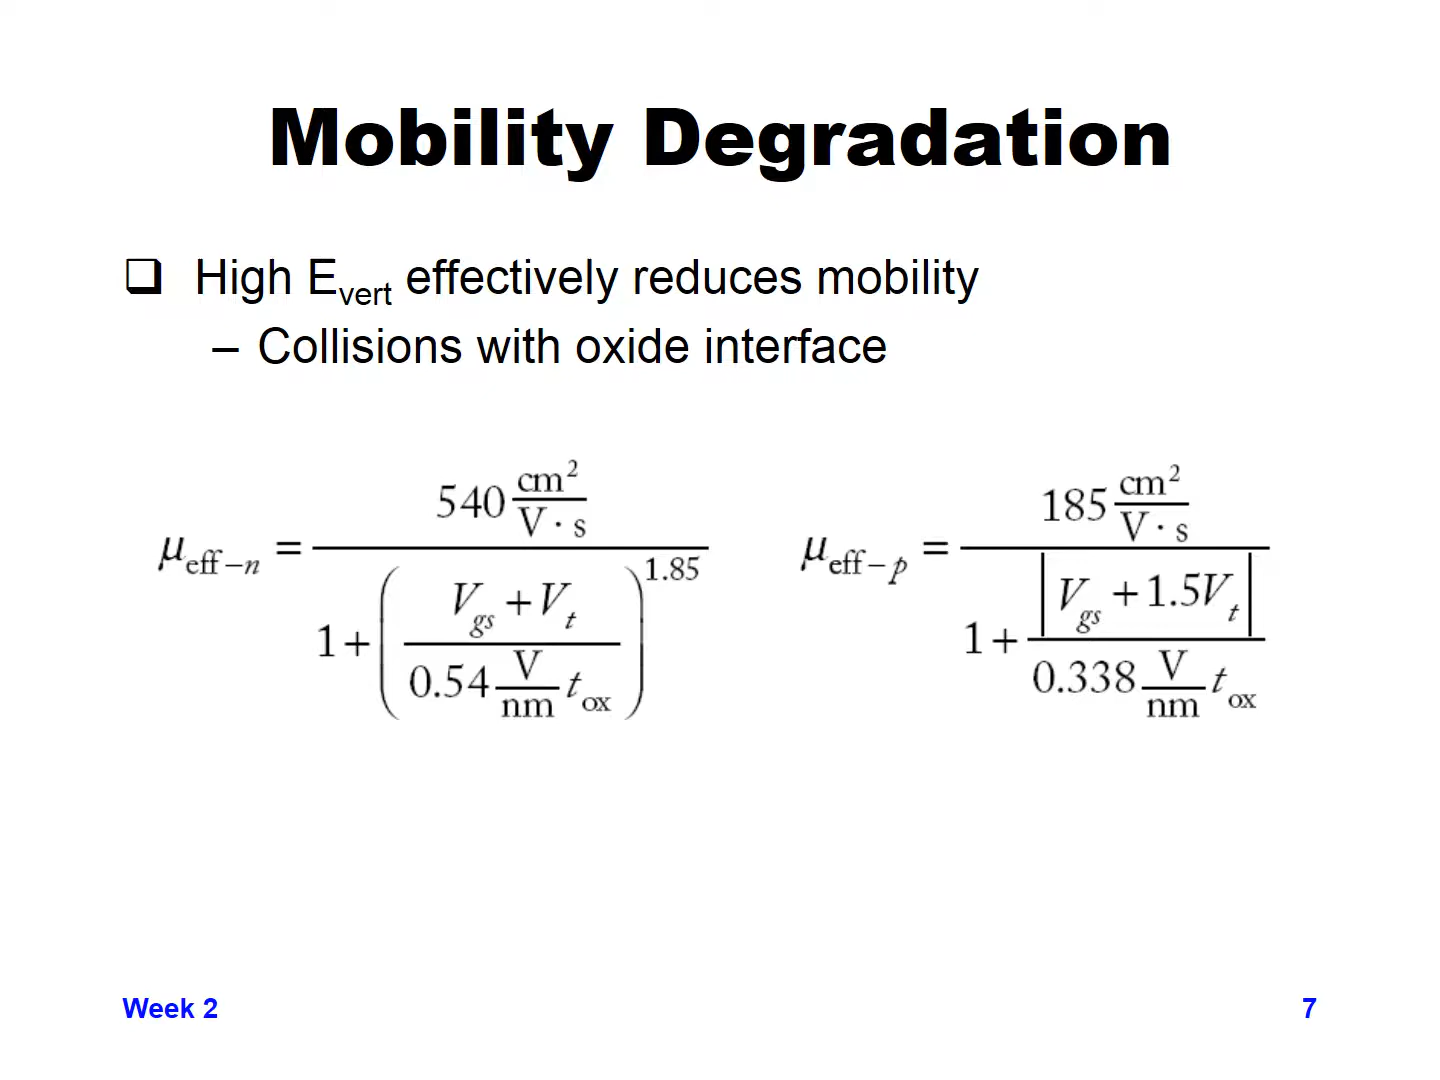 Mobility Degradation
❑ High E_vert effectively reduces mobility
– Collisions with oxide interface
μ_eff–n = 540 cm²/V·s / (1 + ((V_gs + V_t) / (0.54 V/nm t_ox))^1.85)
μ_eff–p = 185 cm²/V·s / (1 + |V_gs + 1.5V_t| / (0.338 V/nm t_ox))
Week 2
7